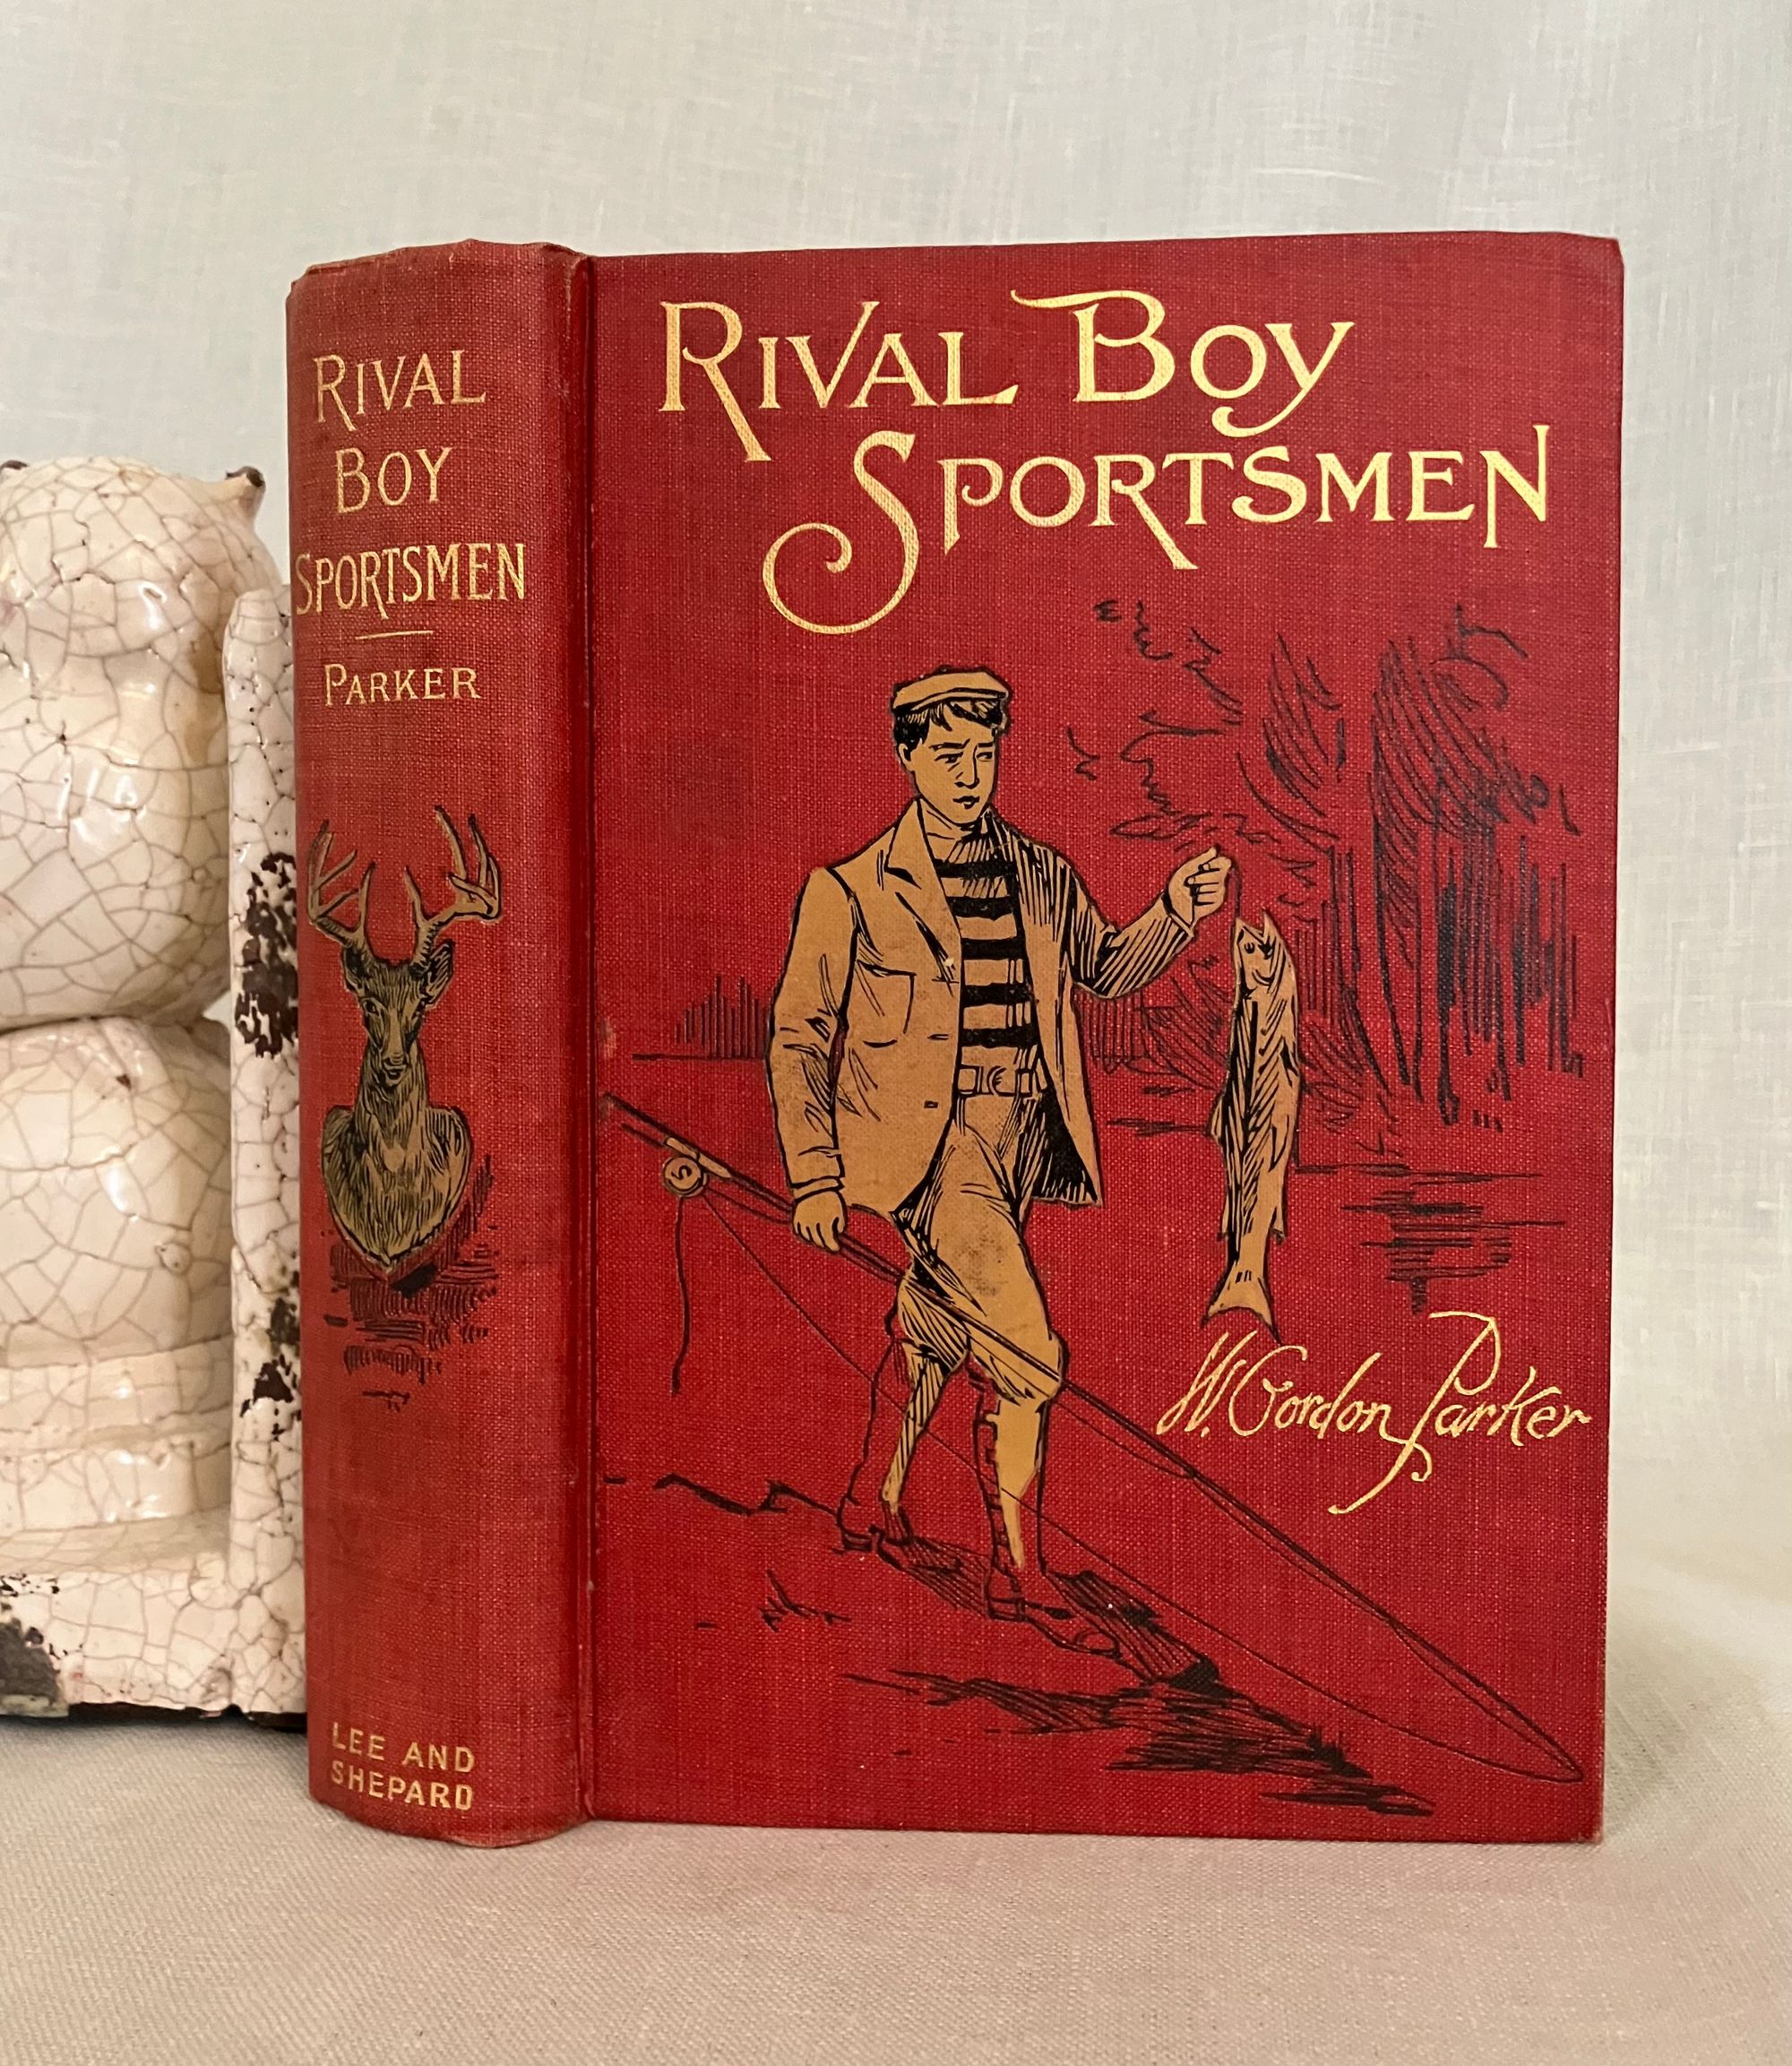 RIVAL
BOY
SPORTSMEN
PARKER
LEE AND
SHEPARD
RIVAL BOY
SPORTSMEN
W. Gordon Parker